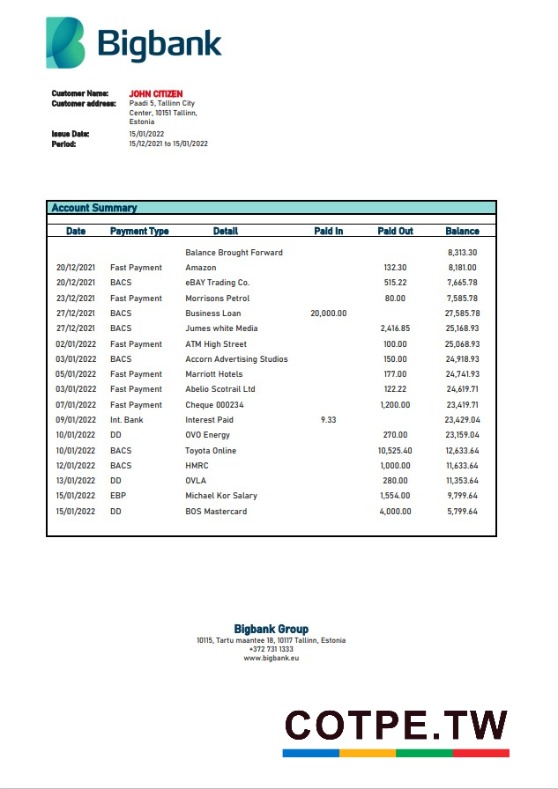 Bigbank
Customer Name: JOHN CITIZEN
Customer address: Paadi 5, Tallinn City
Center, 10151 Tallinn,
Estonia
Issue Date: 15/01/2022
Period: 15/12/2021 to 15/01/2022
Account Summary
Date Payment Type Detail Paid In Paid Out Balance
Balance Brought Forward 8,313.30
20/12/2021 Fast Payment Amazon 132.30 8,181.00
20/12/2021 BACS eBAY Trading Co. 515.22 7,665.78
23/12/2021 Fast Payment Morrisons Petrol 80.00 7,585.78
27/12/2021 BACS Business Loan 20,000.00 27,585.78
27/12/2021 BACS Jumes white Media 2,416.85 25,168.93
02/01/2022 Fast Payment ATM High Street 100.00 25,068.93
03/01/2022 BACS Accorn Advertising Studios 150.00 24,918.93
05/01/2022 Fast Payment Marriott Hotels 177.00 24,741.93
03/01/2022 Fast Payment Abelio Scotrail Ltd 122.22 24,619.71
07/01/2022 Fast Payment Cheque 000234 1,200.00 23,419.71
09/01/2022 Int. Bank Interest Paid 9.33 23,429.04
10/01/2022 DD OVO Energy 270.00 23,159.04
10/01/2022 BACS Toyota Online 10,525.40 12,633.64
12/01/2022 BACS HMRC 1,000.00 11,633.64
13/01/2022 DD OVLA 280.00 11,353.64
15/01/2022 EBP Michael Kor Salary 1,554.00 9,799.64
15/01/2022 DD BOS Mastercard 4,000.00 5,799.64
Bigbank Group
10115, Tartu maantee 18, 10117 Tallinn, Estonia
+372 731 1333
www.bigbank.eu
COTPE.TW